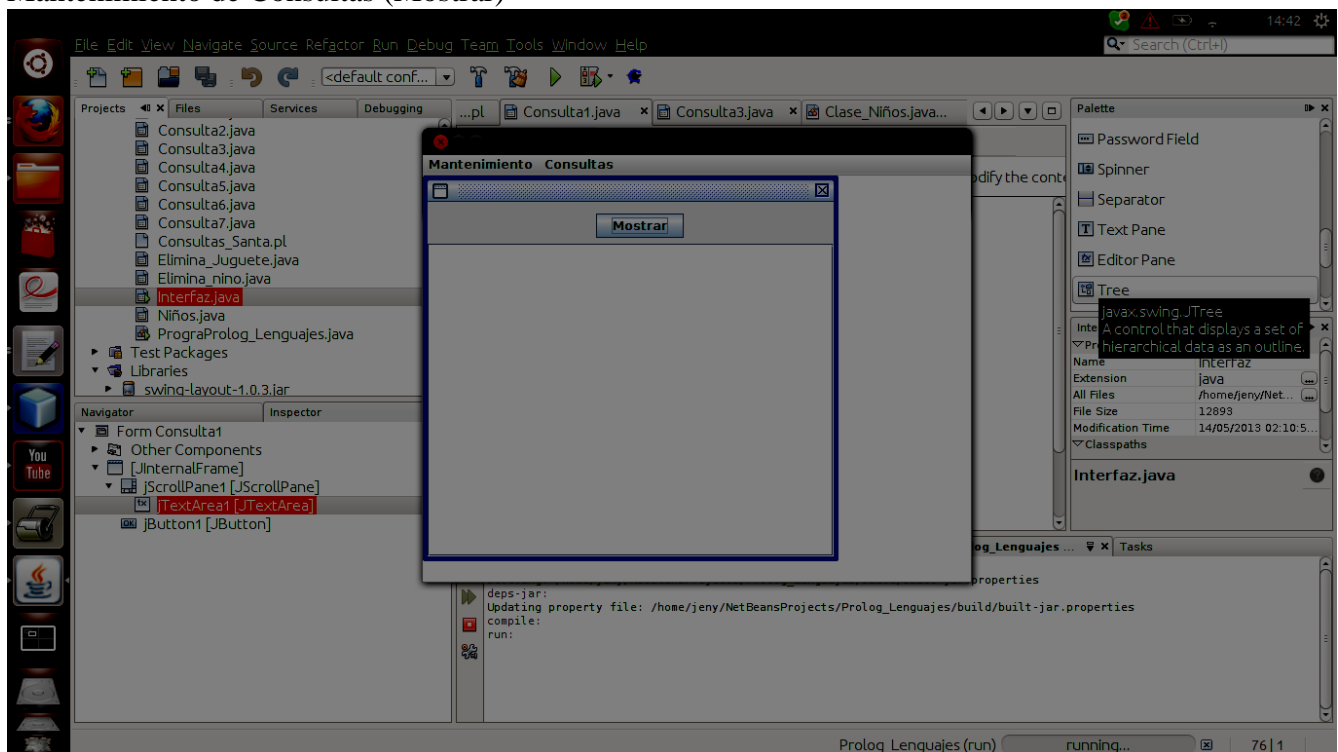 Mantenimiento de Consultas (Mostrar)
14:42
File Edit View Navigate Source Refactor Run Debug Team Tools Window Help
Search (Ctrl+I)
<default conf...
Projects Files Services Debugging
...pl Consulta1.java Consulta3.java Clase_Niños.java...
Palette
Consulta2.java
Consulta3.java
Consulta4.java
Consulta5.java
Consulta6.java
Consulta7.java
Consultas_Santa.pl
Elimina_Juguete.java
Elimina_nino.java
Interfaz.java
Niños.java
PrograProlog_Lenguajes.java
Test Packages
Libraries
swing-layout-1.0.3.jar
Mantenimiento Consultas
Mostrar
odify the conte
Password Field
Spinner
Separator
Text Pane
Editor Pane
Tree
javax.swing.JTree
A control that displays a set of
hierarchical data as an outline.
Name Interfaz
Extension java
All Files /home/jeny/Net...
File Size 12893
Modification Time 14/05/2013 02:10:5...
Classpaths
Interfaz.java
Navigator Inspector
Form Consulta1
Other Components
[JInternalFrame]
jScrollPane1 [JScrollPane]
jTextArea1 [JTextArea]
jButton1 [JButton]
You
Tube
og_Lenguajes ... Tasks
properties
deps-jar:
Updating property file: /home/jeny/NetBeansProjects/Prolog_Lenguajes/build/built-jar.properties
compile:
run:
Prolog_Lenguajes (run) running... 76|1